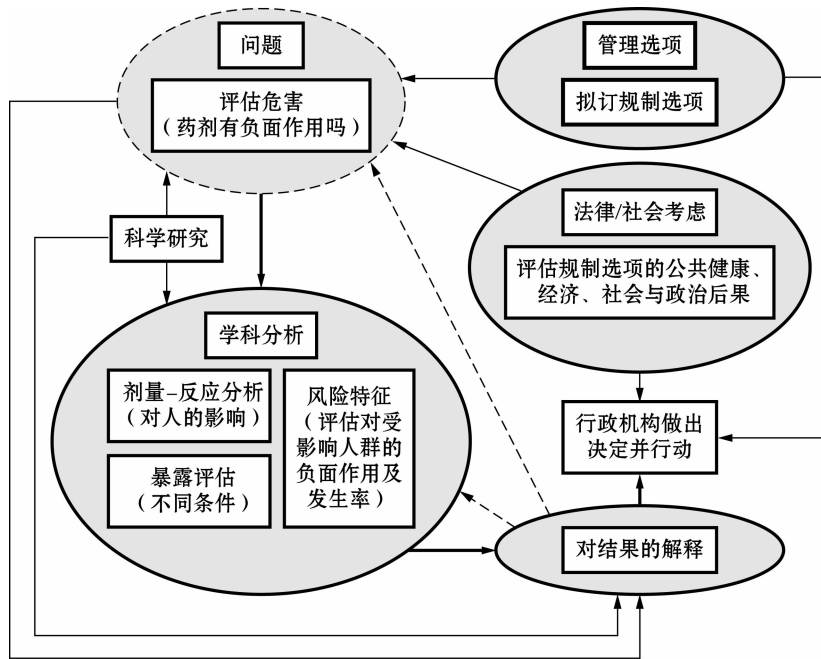 问题
评估危害
（药剂有负面作用吗）
管理选项
拟订规制选项
科学研究
法律/社会考虑
评估规制选项的公共健康、
经济、社会与政治后果
学科分析
剂量-反应分析
（对人的影响）
暴露评估
（不同条件）
风险特征
（评估对受
影响人群的
负面作用及
发生率）
行政机构做出
决定并行动
对结果的解释